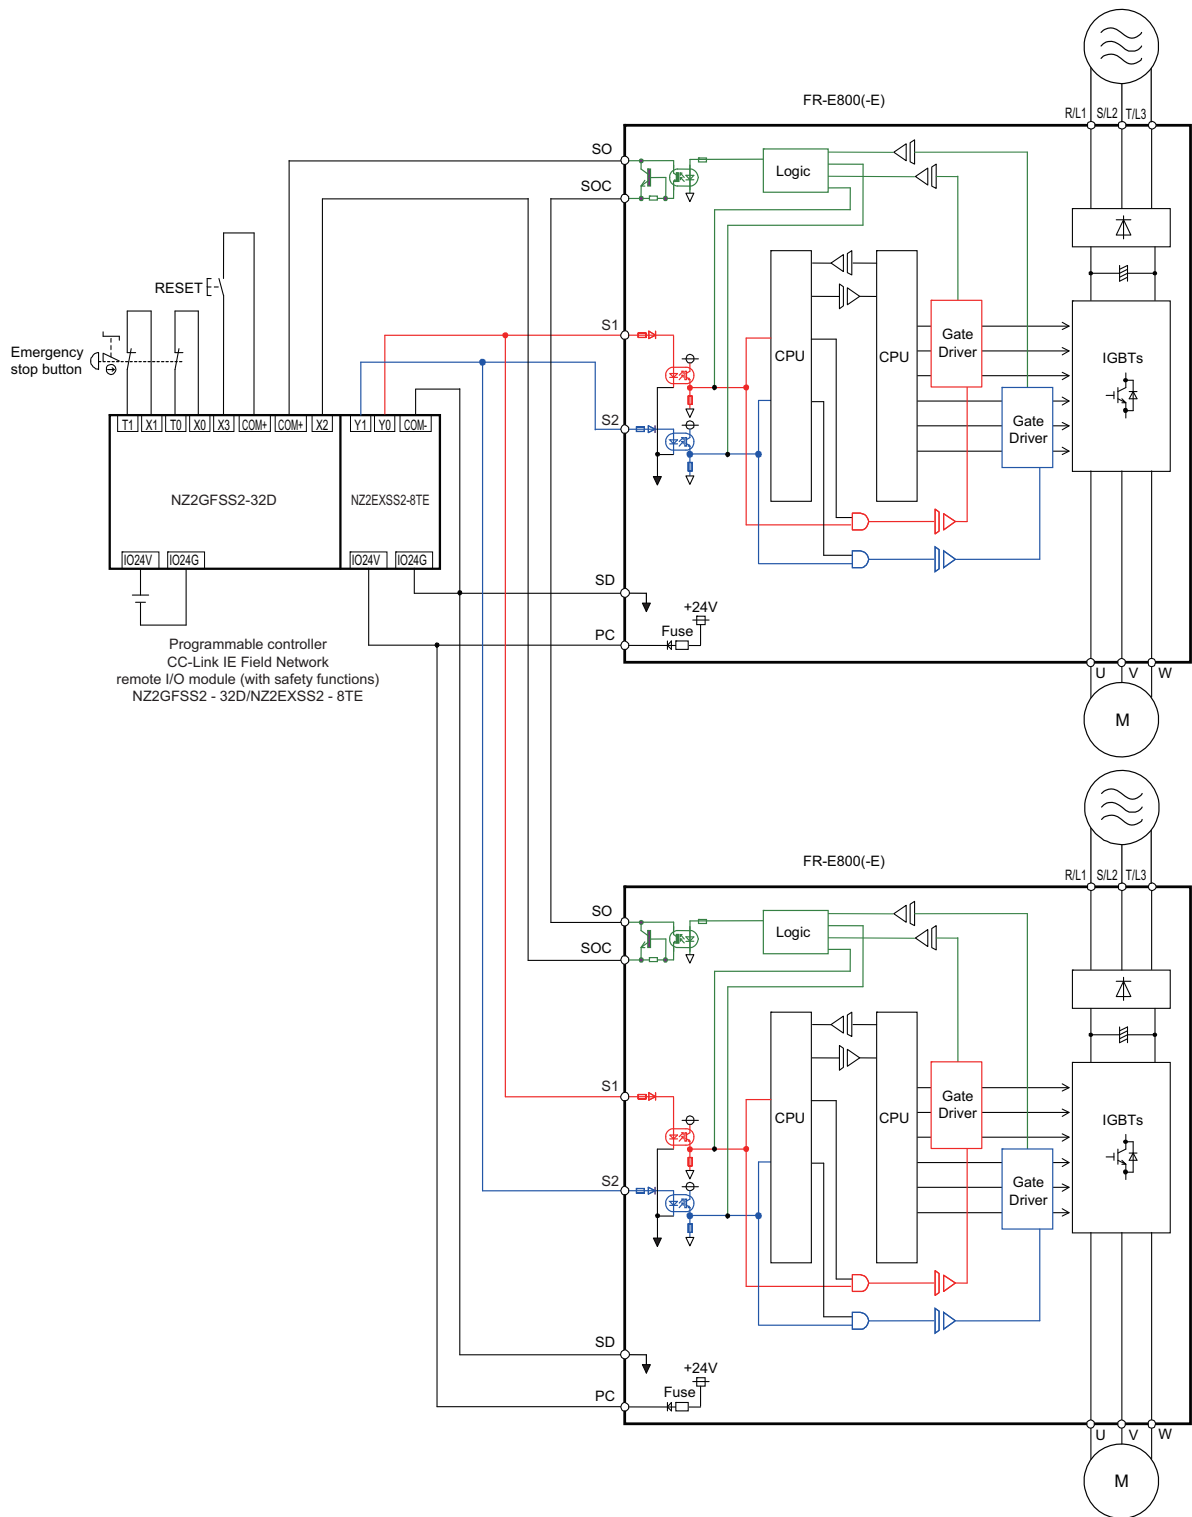 FR-E800(-E)
R/L1 S/L2 T/L3
SO
SOC
Logic
RESET
Emergency
stop button
S1
S2
CPU
CPU
Gate
Driver
Gate
Driver
IGBTs
T1 X1 T0 X0 X3 COM+ COM+ X2 Y1 Y0 COM-
NZ2GFSS2-32D
NZ2EXSS2-8TE
IO24V IO24G IO24V IO24G
SD
+24V
PC
Fuse
Programmable controller
CC-Link IE Field Network
remote I/O module (with safety functions)
NZ2GFSS2 - 32D/NZ2EXSS2 - 8TE
U V W
M
FR-E800(-E)
R/L1 S/L2 T/L3
SO
SOC
Logic
S1
S2
CPU
CPU
Gate
Driver
Gate
Driver
IGBTs
SD
+24V
PC
Fuse
U V W
M